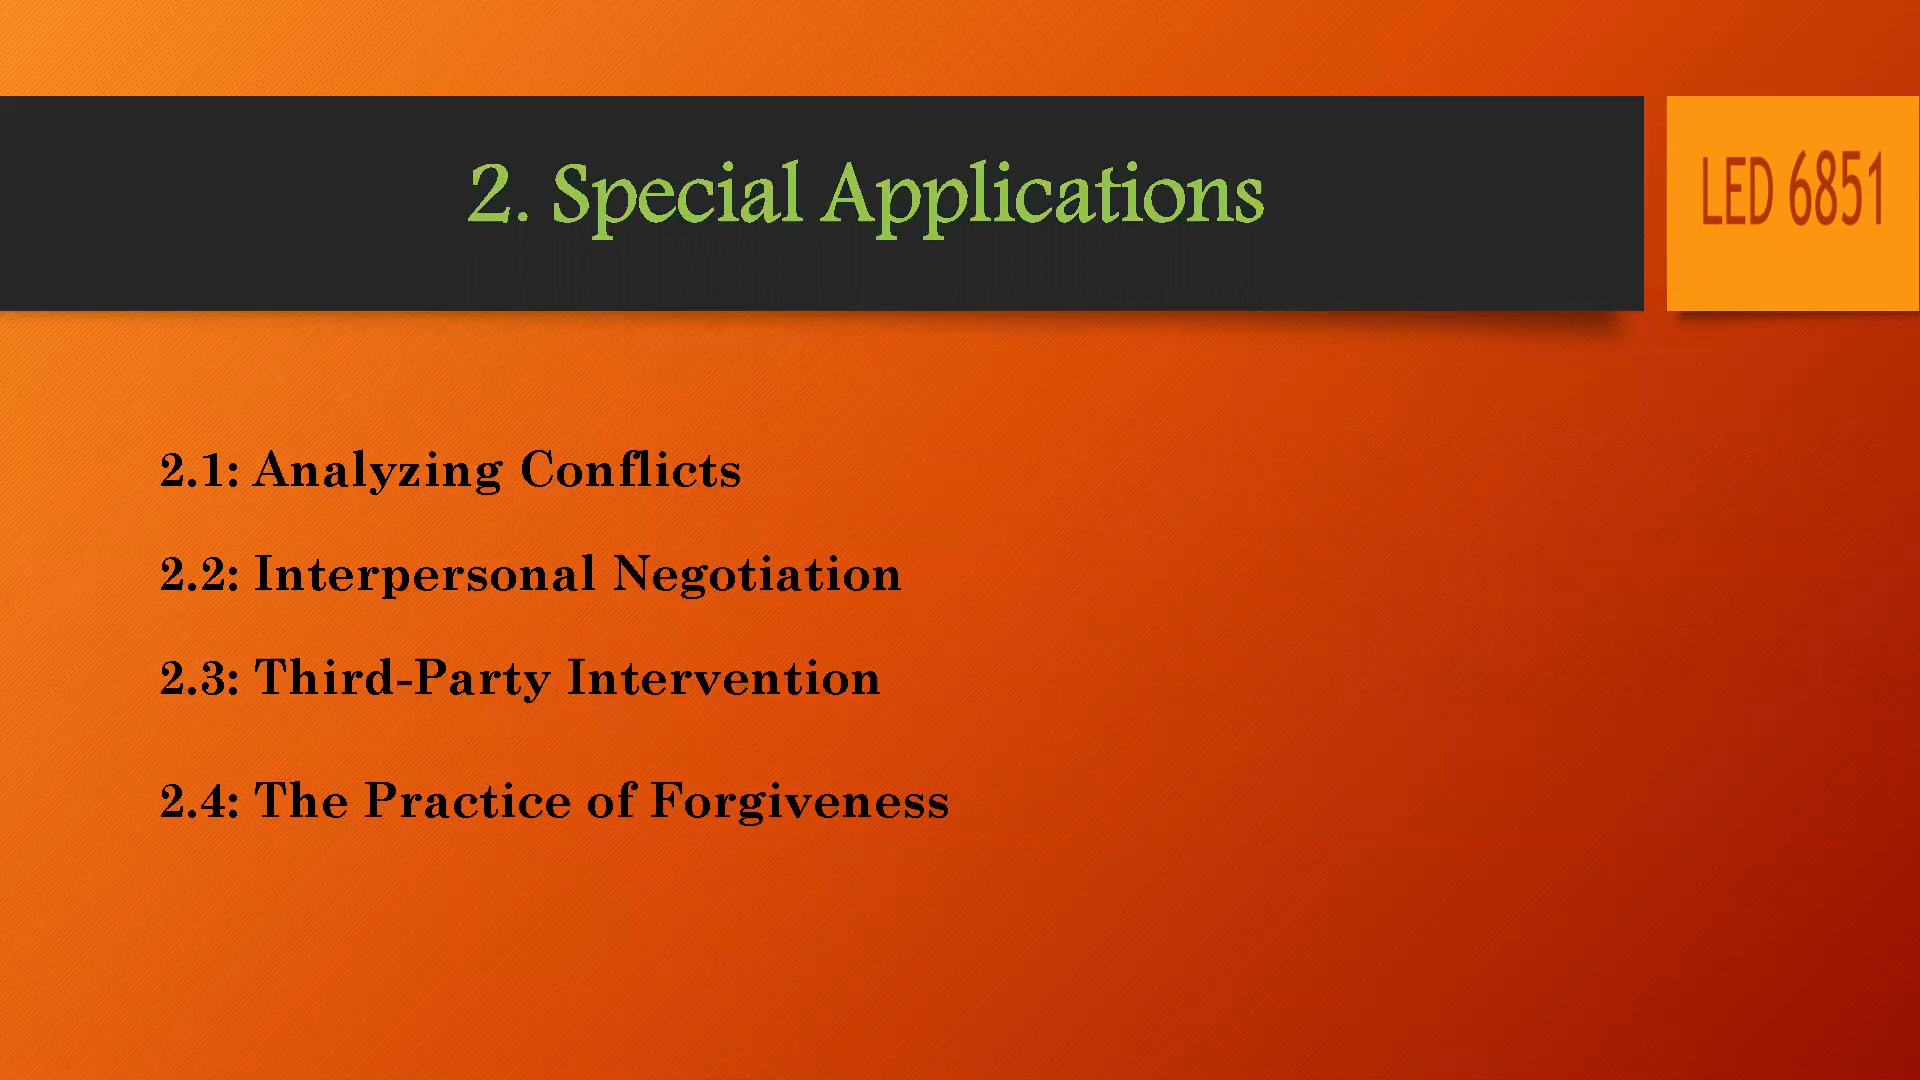 2. Special Applications
LED 6851
2.1: Analyzing Conflicts
2.2: Interpersonal Negotiation
2.3: Third-Party Intervention
2.4: The Practice of Forgiveness